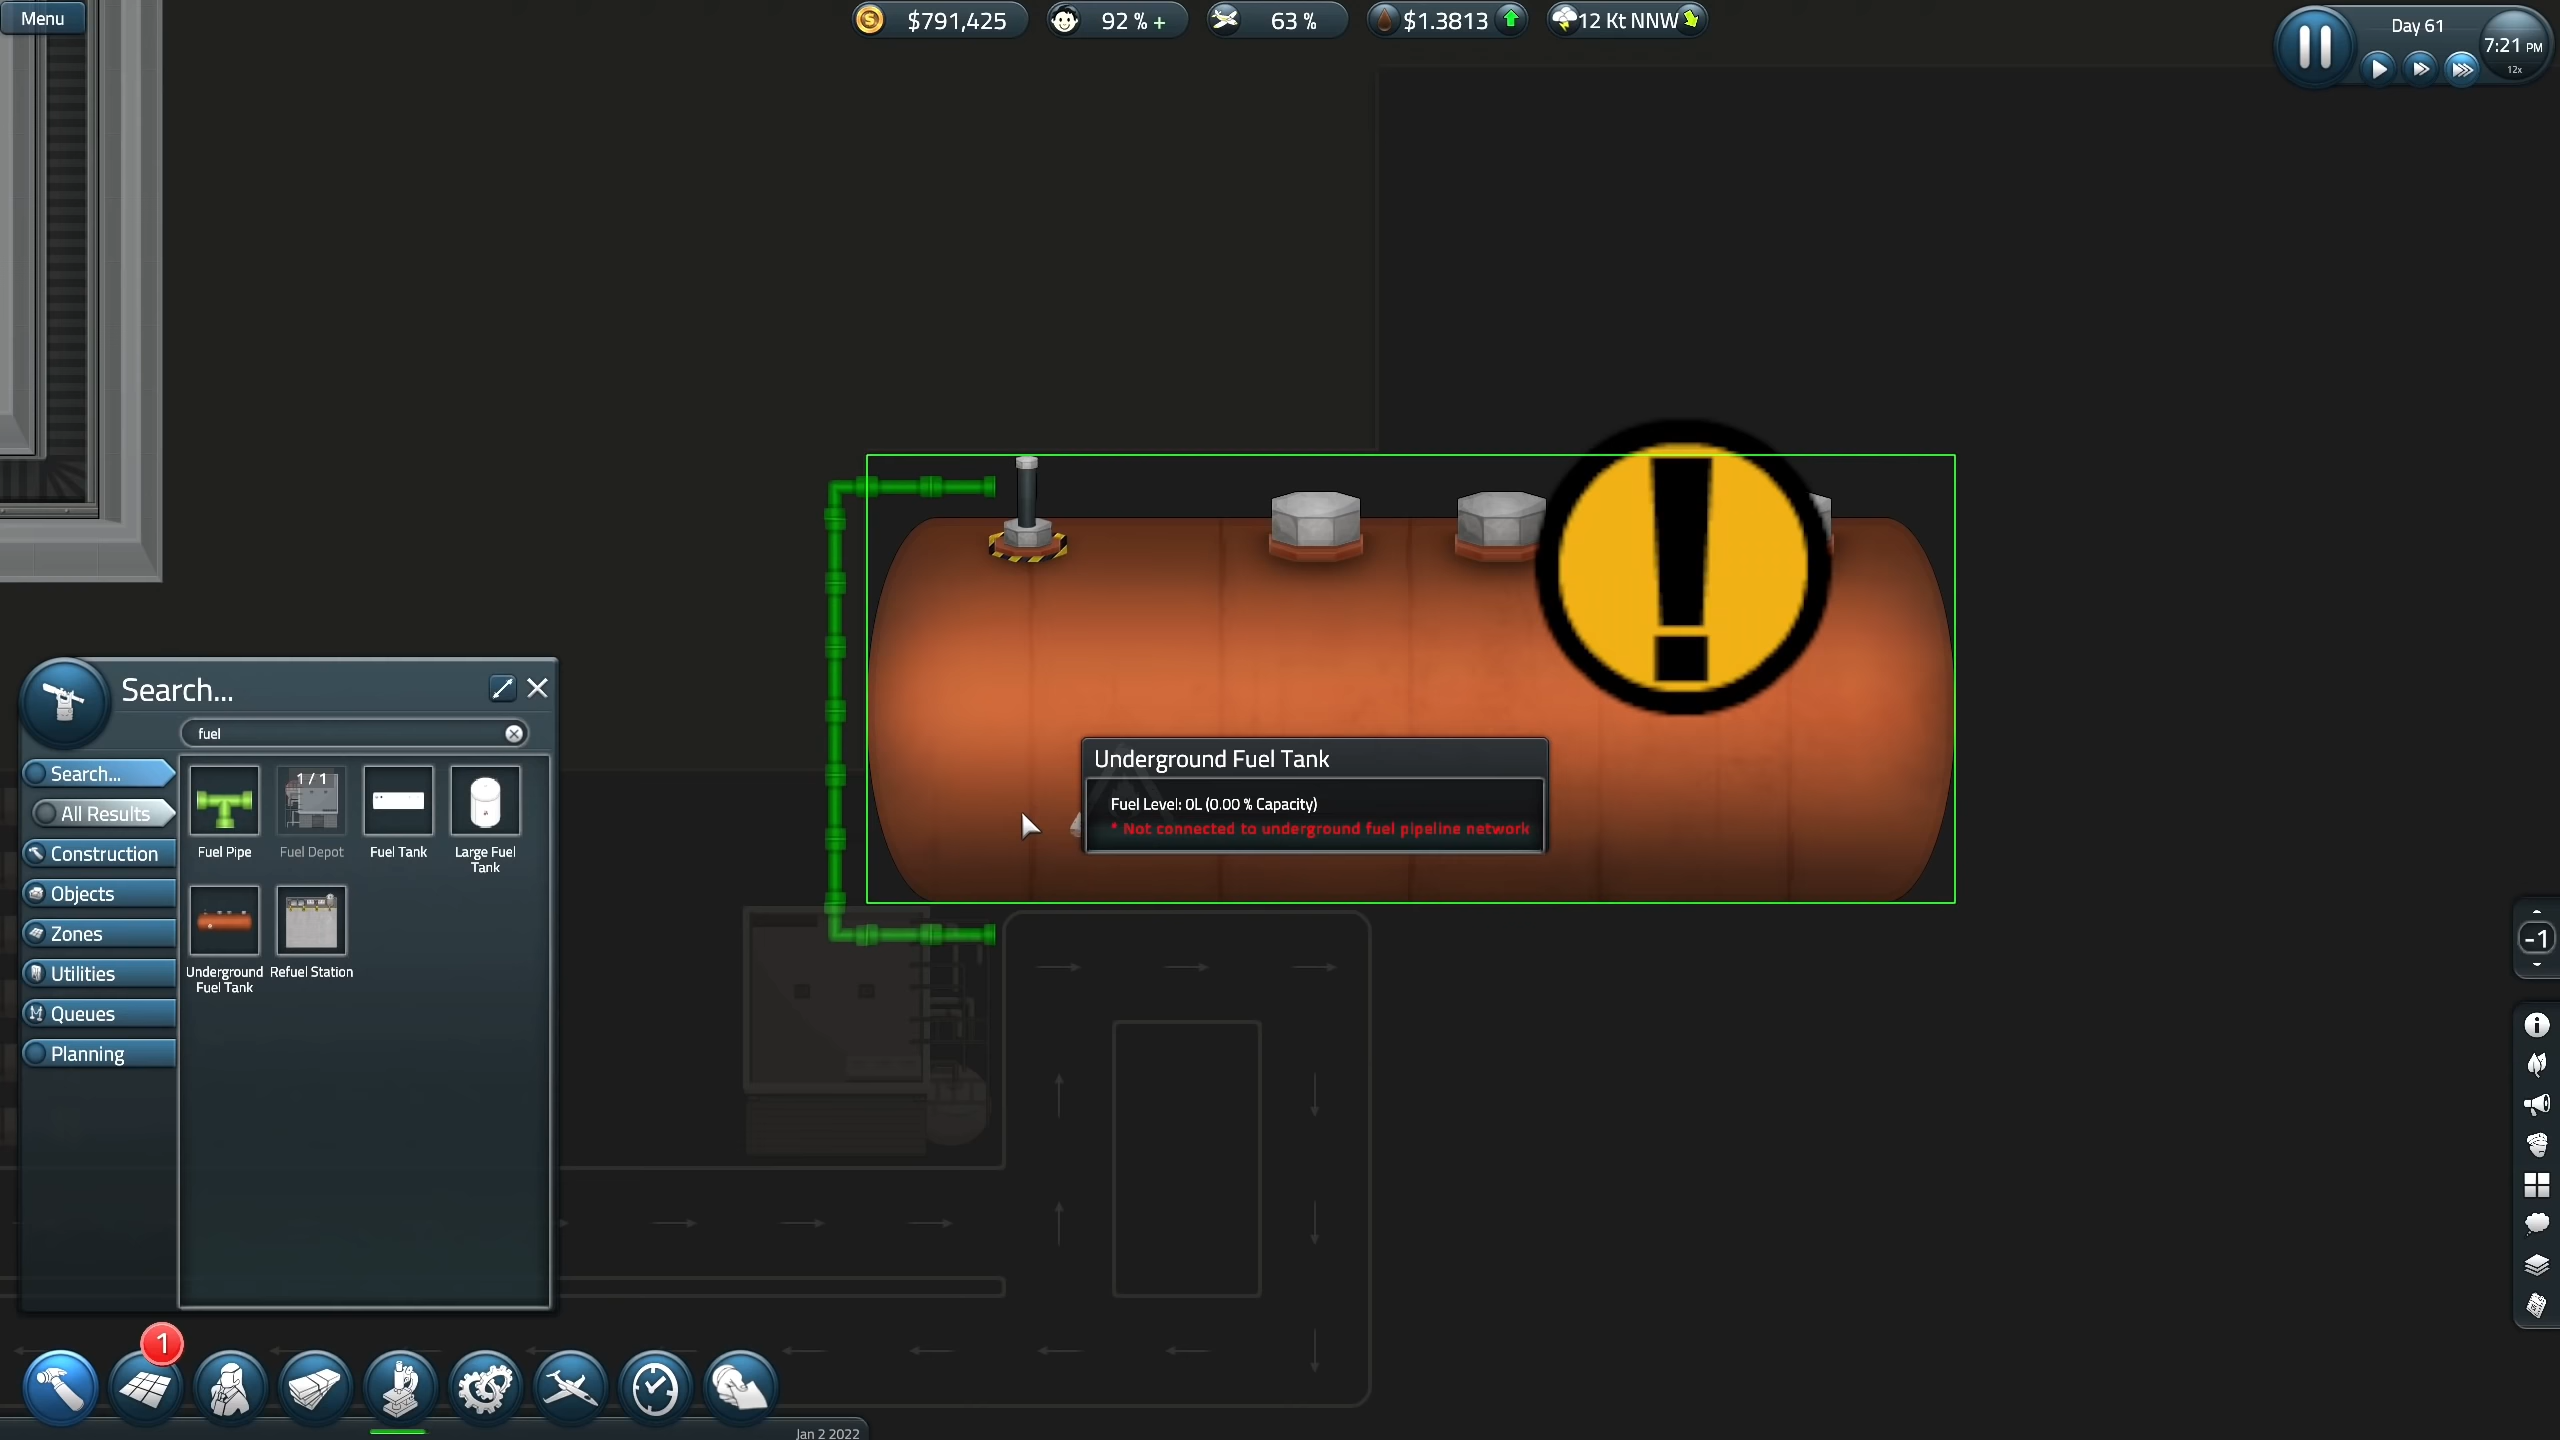 Menu
$791,425
92 % +
63 %
$1.3813
12 Kt NNW
Day 61
7:21 PM
12x
Search...
fuel
Search...
All Results
Construction
Objects
Zones
Utilities
Queues
Planning
1 / 1
Fuel Pipe
Fuel Depot
Fuel Tank
Large Fuel
Tank
Underground
Fuel Tank
Refuel Station
Underground Fuel Tank
Fuel Level: 0L (0.00 % Capacity)
* Not connected to underground fuel pipeline network
-1
1
Jan 2 2022